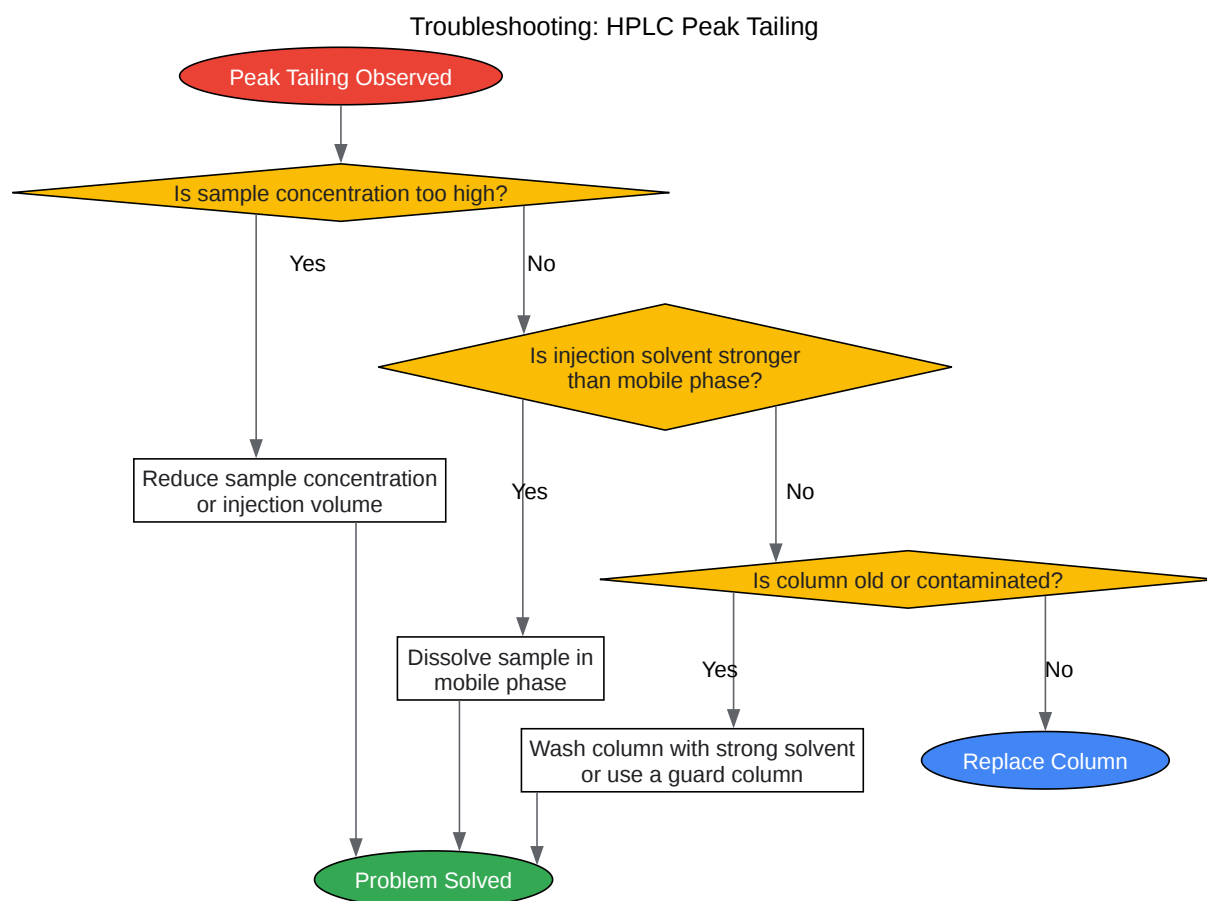 Troubleshooting: HPLC Peak Tailing
Peak Tailing Observed
Is sample concentration too high?
Yes
No
Is injection solvent stronger
than mobile phase?
Reduce sample concentration
or injection volume
Yes
No
Is column old or contaminated?
Dissolve sample in
mobile phase
Yes
No
Wash column with strong solvent
or use a guard column
Replace Column
Problem Solved